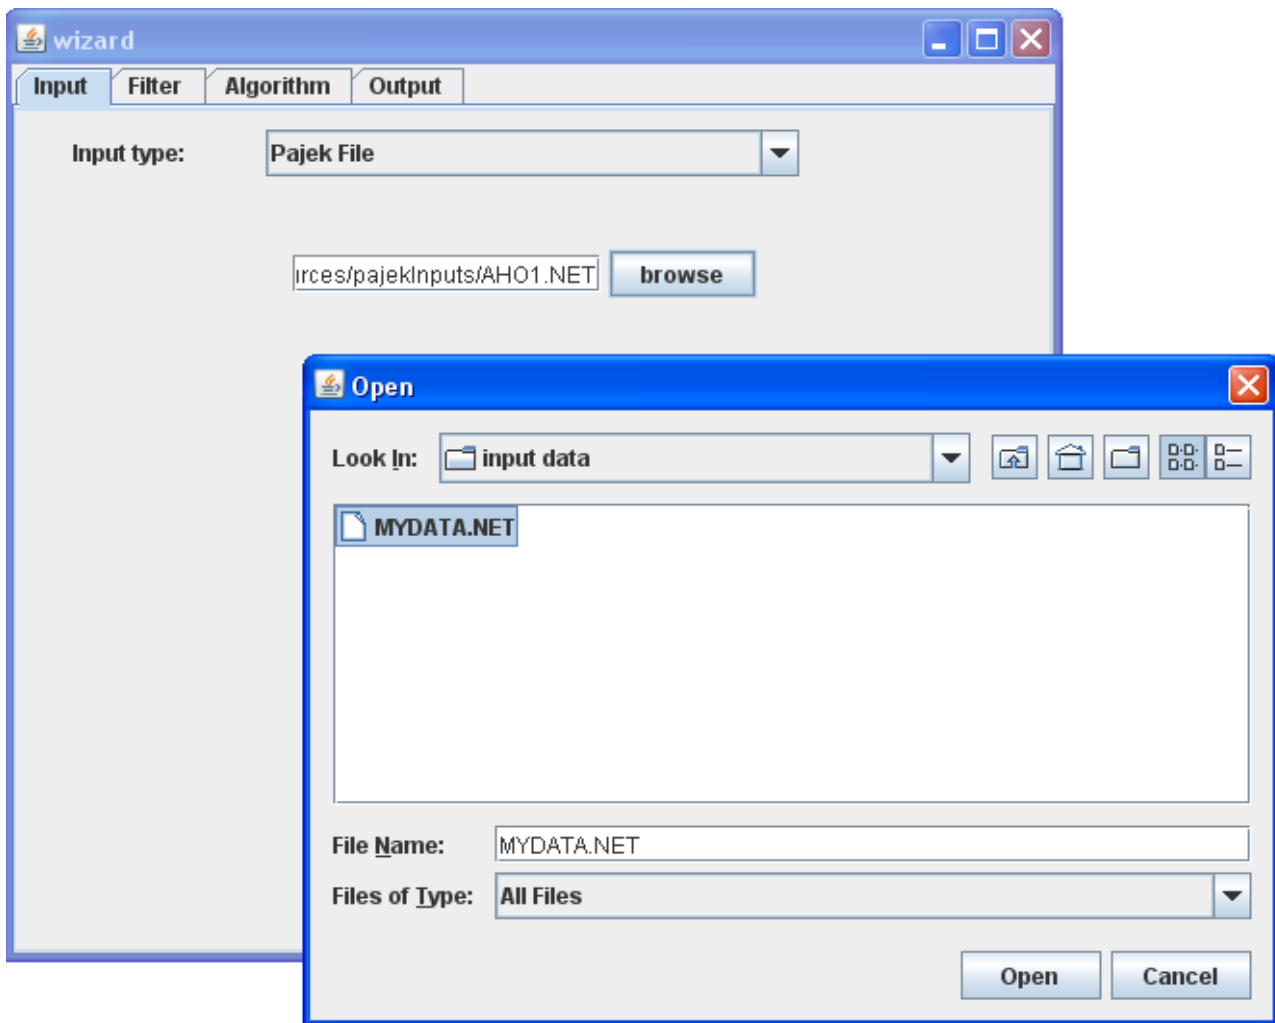 wizard
Input Filter Algorithm Output
Input type: Pajek File
rces/pajekInputs/AHO1.NET browse
Open
Look In: input data
MYDATA.NET
File Name: MYDATA.NET
Files of Type: All Files
Open Cancel